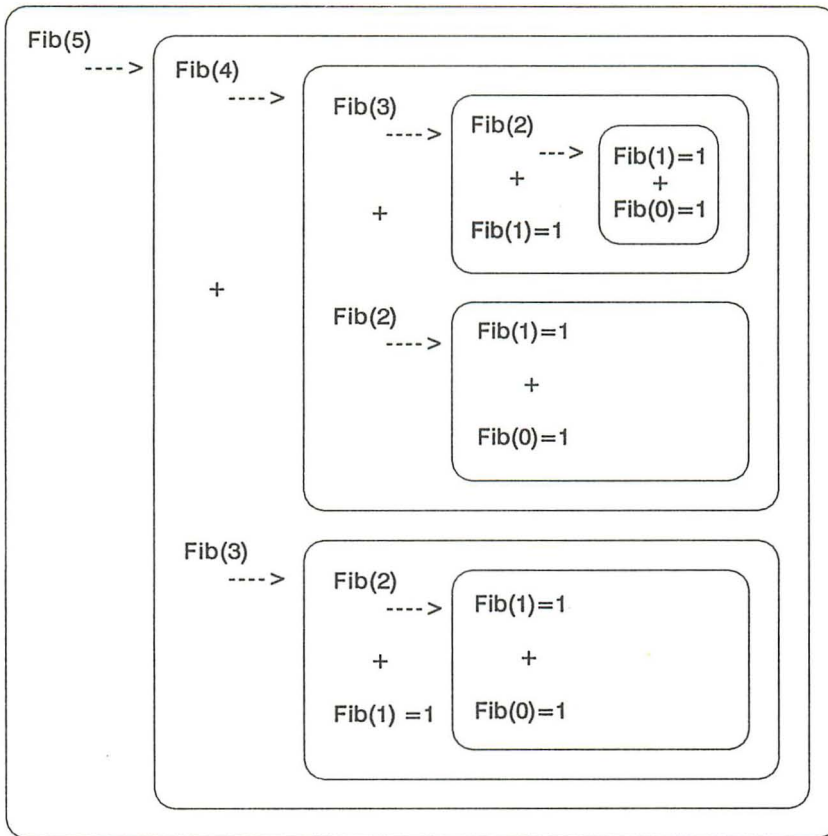 Fib(5)
---->
Fib(4)
---->
Fib(3)
---->
Fib(2)
--->
Fib(1)=1
+
Fib(0)=1
+
Fib(1)=1
+
Fib(2)
---->
Fib(1)=1
+
Fib(0)=1
+
Fib(3)
---->
Fib(2)
---->
Fib(1)=1
+
Fib(0)=1
+
Fib(1) =1